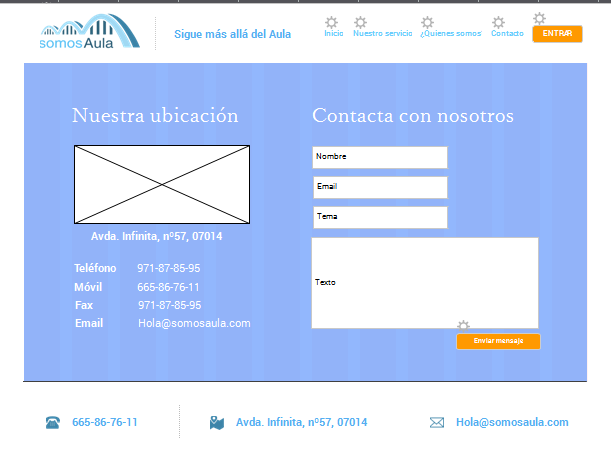 somosAula
Sigue más allá del Aula
Inicio
Nuestro servicio
¿Quienes somos
Contacto
ENTRAR
Nuestra ubicación
Contacta con nosotros
Nombre
Email
Tema
Texto
Enviar mensaje
Avda. Infinita, nº57, 07014
Teléfono 971-87-85-95
Móvil 665-86-76-11
Fax 971-87-85-95
Email Hola@somosaula.com
665-86-76-11
Avda. Infinita, nº57, 07014
Hola@somosaula.com